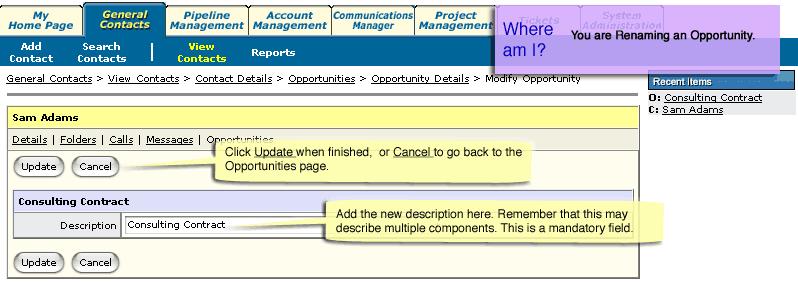 My Home Page
General Contacts
Pipeline Management
Account Management
Communications Manager
Project Management
Tickets
System Administration
Where am I?
You are Renaming an Opportunity.
Add Contact
Search Contacts
View Contacts
Reports
General Contacts > View Contacts > Contact Details > Opportunities > Opportunity Details > Modify Opportunity
Recent Items
O: Consulting Contract
C: Sam Adams
Sam Adams
Details | Folders | Calls | Messages | Opportunities
Update
Cancel
Click Update when finished, or Cancel to go back to the
Opportunities page.
Consulting Contract
Description
Consulting Contract
Add the new description here. Remember that this may
describe multiple components. This is a mandatory field.
Update
Cancel